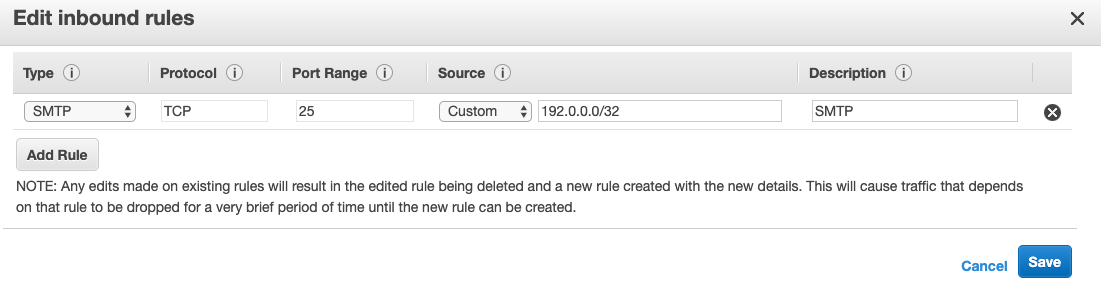 Edit inbound rules
Type Protocol Port Range Source Description
SMTP TCP 25 Custom 192.0.0.0/32 SMTP
Add Rule
NOTE: Any edits made on existing rules will result in the edited rule being deleted and a new rule created with the new details. This will cause traffic that depends
on that rule to be dropped for a very brief period of time until the new rule can be created.
Cancel Save